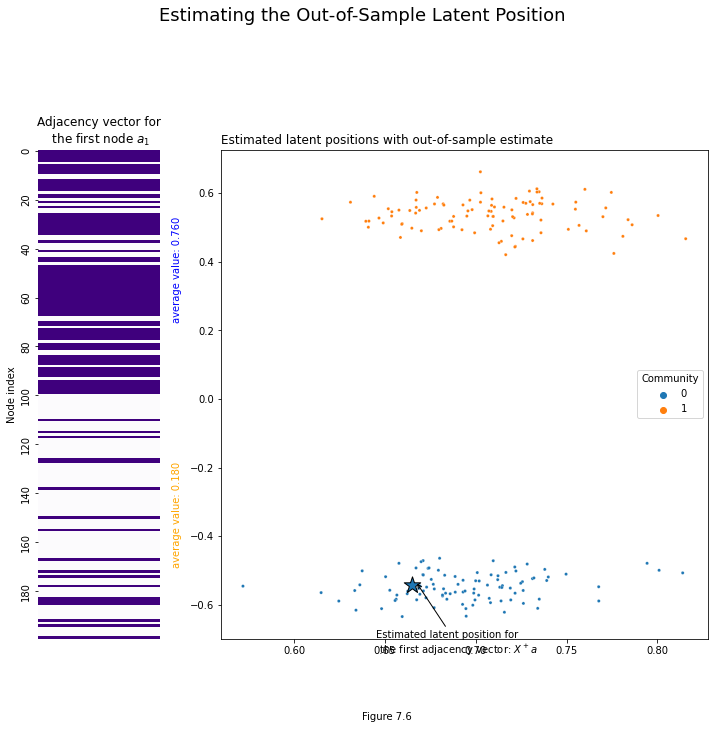 Estimating the Out-of-Sample Latent Position
Adjacency vector for
the first node a₁
0
20
40
60
80
100
120
140
160
180
Node index
average value: 0.760
average value: 0.180
Estimated latent positions with out-of-sample estimate
0.6
0.4
0.2
0.0
−0.2
−0.4
−0.6
Community
0
1
Estimated latent position for
the first adjacency vector: X⁺a
0.60
0.65
0.70
0.75
0.80
Figure 7.6